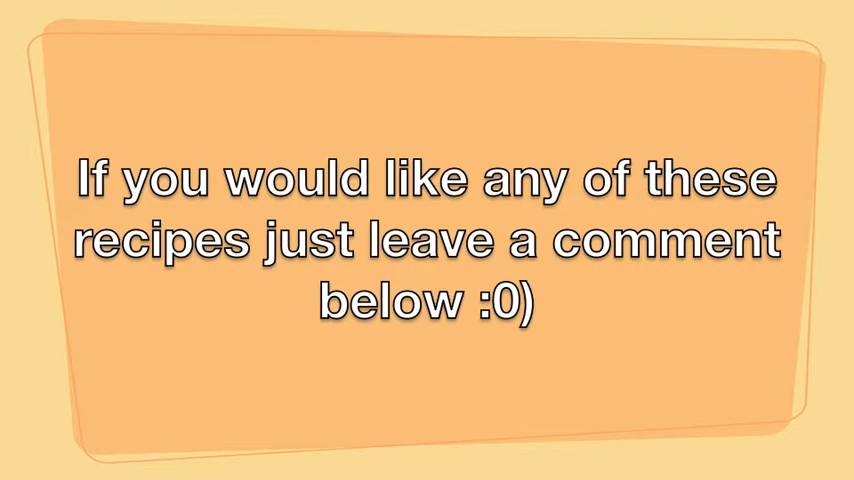 If you would like any of these
recipes just leave a comment
below :0)